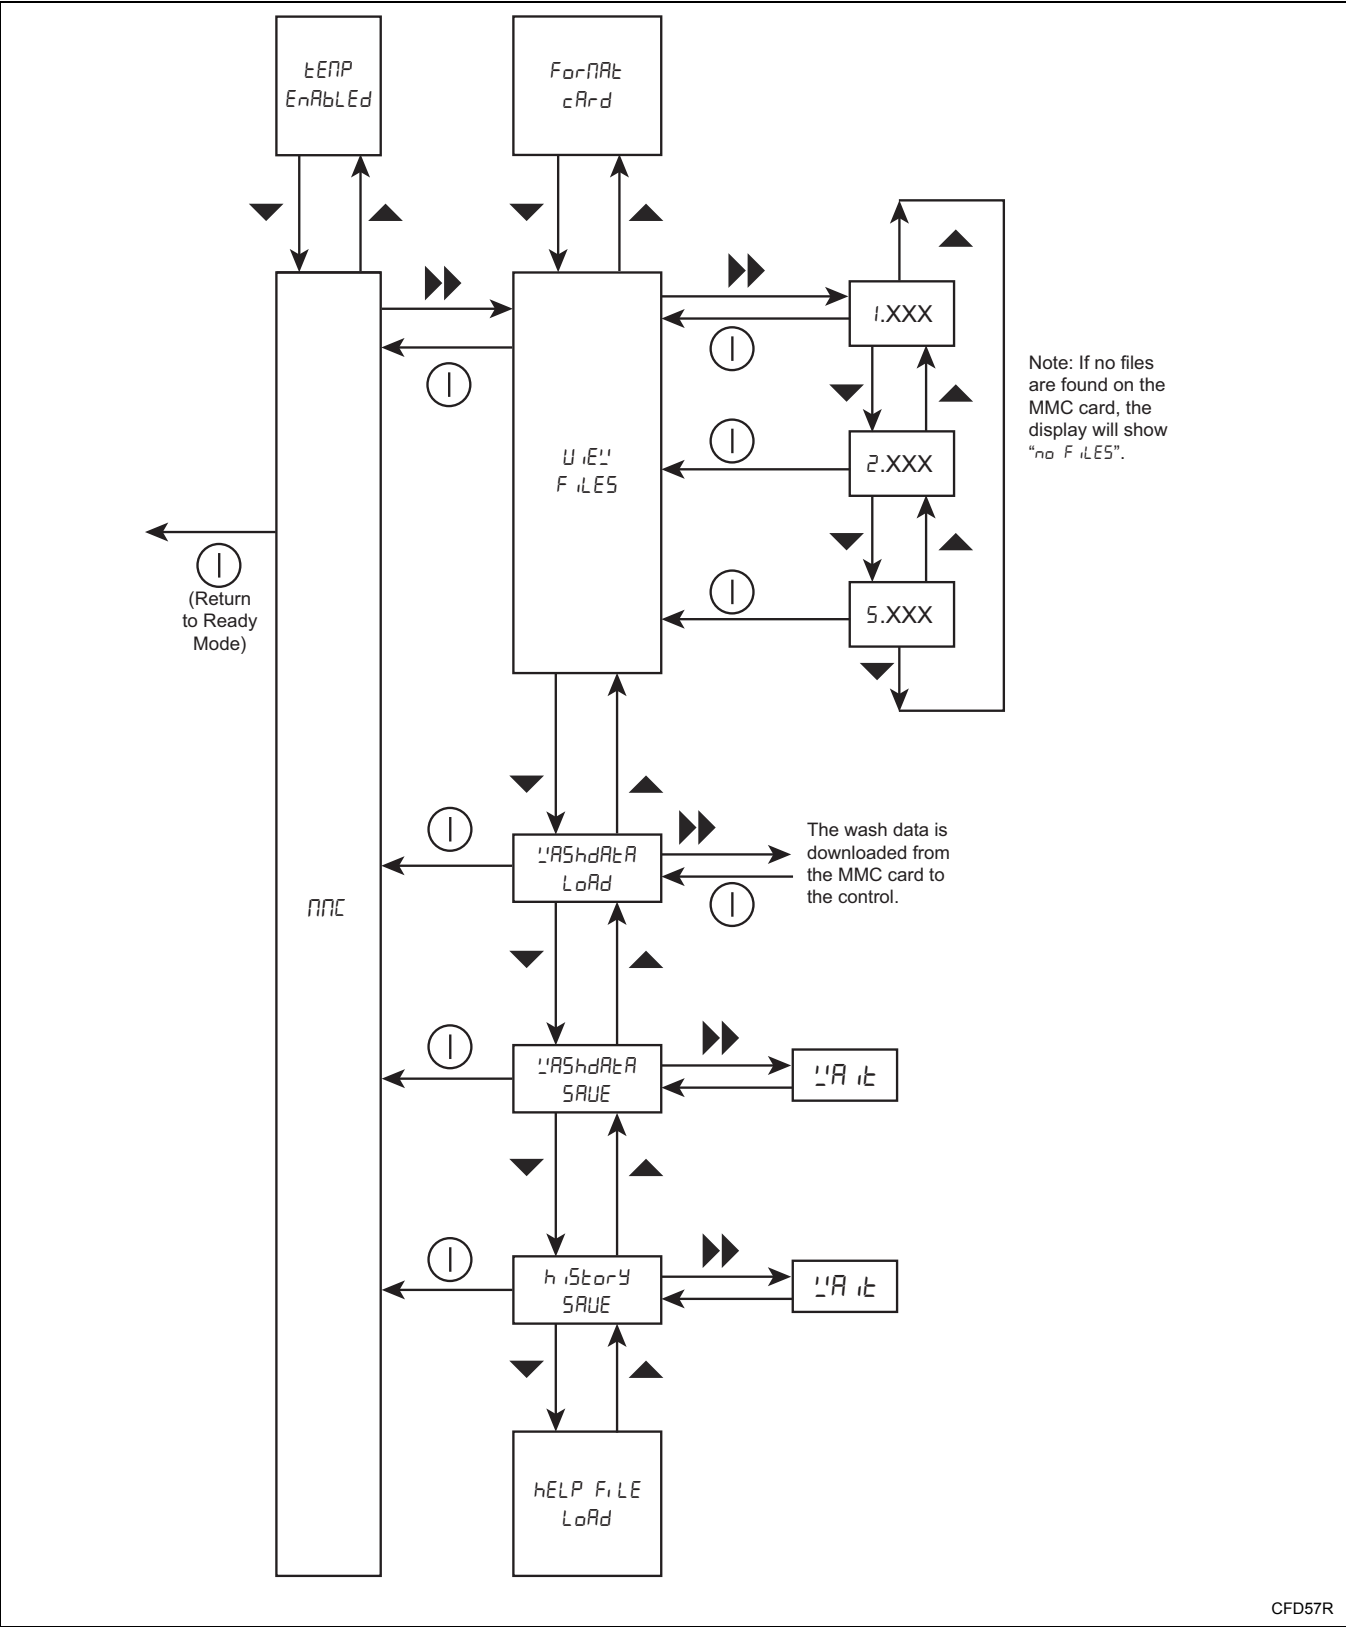 tEMP
EnAbLEd
ForMAt
cArd
1.XXX
Note: If no files
are found on the
MMC card, the
display will show
“no FiLES”.
2.XXX
ViEW
FiLES
(Return
to Ready
Mode)
5.XXX
WAShdAtA
LoAd
The wash data is
downloaded from
the MMC card to
the control.
MMC
WAShdAtA
SAVE
WAit
hiStorY
SAVE
WAit
hELP FiLE
LoAd
CFD57R